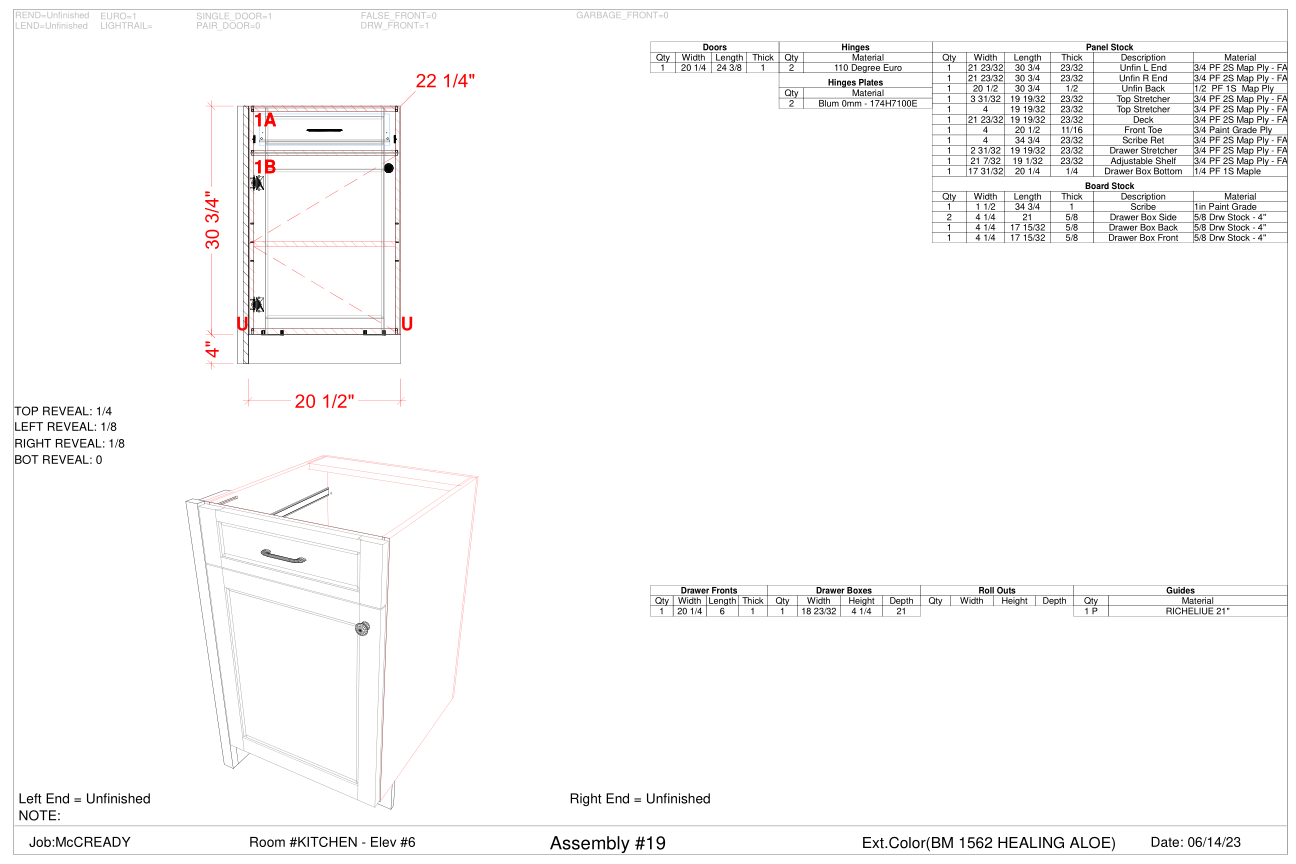 REND=Unfinished EURO=1 SINGLE_DOOR=1 FALSE_FRONT=0 GARBAGE_FRONT=0
LEND=Unfinished LIGHTRAIL= PAIR_DOOR=0 DRW_FRONT=1
Doors
Qty Width Length Thick
1 20 1/4 24 3/8 1
Hinges
Qty Material
2 110 Degree Euro
Hinges Plates
Qty Material
2 Blum 0mm - 174H7100E
Panel Stock
Qty Width Length Thick Description Material
1 21 23/32 30 3/4 23/32 Unfin L End 3/4 PF 2S Map Ply - FA
1 21 23/32 30 3/4 23/32 Unfin R End 3/4 PF 2S Map Ply - FA
1 20 1/2 30 3/4 1/2 Unfin Back 1/2 PF 1S Map Ply
1 3 31/32 19 19/32 23/32 Top Stretcher 3/4 PF 2S Map Ply - FA
1 4 19 19/32 23/32 Top Stretcher 3/4 PF 2S Map Ply - FA
1 21 23/32 19 19/32 23/32 Deck 3/4 PF 2S Map Ply - FA
1 4 20 1/2 11/16 Front Toe 3/4 Paint Grade Ply
1 4 34 3/4 23/32 Scribe Ret 3/4 PF 2S Map Ply - FA
1 2 31/32 19 19/32 23/32 Drawer Stretcher 3/4 PF 2S Map Ply - FA
1 21 7/32 19 1/32 23/32 Adjustable Shelf 3/4 PF 2S Map Ply - FA
1 17 31/32 20 1/4 1/4 Drawer Box Bottom 1/4 PF 1S Maple
Board Stock
Qty Width Length Thick Description Material
1 1 1/2 34 3/4 1 Scribe 1in Paint Grade
2 4 1/4 21 5/8 Drawer Box Side 5/8 Drw Stock - 4"
1 4 1/4 17 15/32 5/8 Drawer Box Back 5/8 Drw Stock - 4"
1 4 1/4 17 15/32 5/8 Drawer Box Front 5/8 Drw Stock - 4"
22 1/4"
1A
1B
30 3/4"
U U
4"
20 1/2"
TOP REVEAL: 1/4
LEFT REVEAL: 1/8
RIGHT REVEAL: 1/8
BOT REVEAL: 0
Drawer Fronts
Qty Width Length Thick
1 20 1/4 6 1
Drawer Boxes
Qty Width Height Depth
1 18 23/32 4 1/4 21
Roll Outs
Qty Width Height Depth
Guides
Qty Material
1 P RICHELIUE 21"
Left End = Unfinished Right End = Unfinished
NOTE:
Job:McCREADY Room #KITCHEN - Elev #6 Assembly #19 Ext.Color(BM 1562 HEALING ALOE) Date: 06/14/23